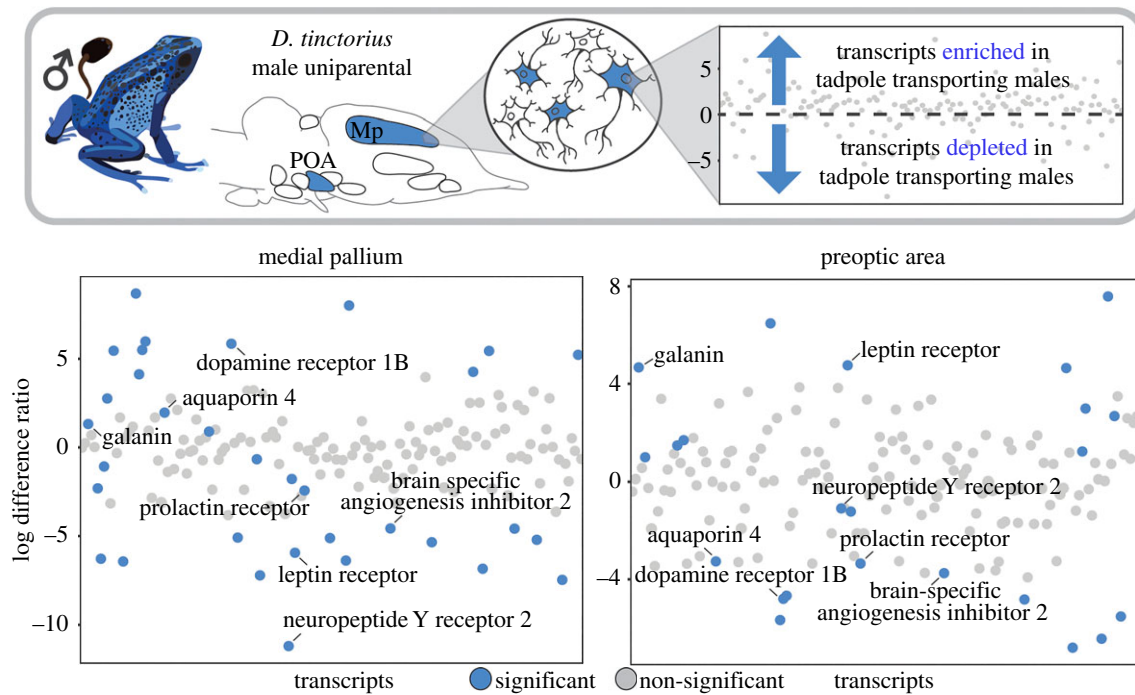 ♂
D. tinctorius
male uniparental
Mp
POA
5
0
–5
transcripts enriched in
tadpole transporting males
transcripts depleted in
tadpole transporting males
medial pallium
log difference ratio
5
0
–5
–10
dopamine receptor 1B
aquaporin 4
galanin
prolactin receptor
brain specific
angiogenesis inhibitor 2
leptin receptor
neuropeptide Y receptor 2
transcripts
preoptic area
8
4
0
–4
galanin
leptin receptor
neuropeptide Y receptor 2
aquaporin 4
prolactin receptor
dopamine receptor 1B
brain-specific
angiogenesis inhibitor 2
transcripts
significant
non-significant